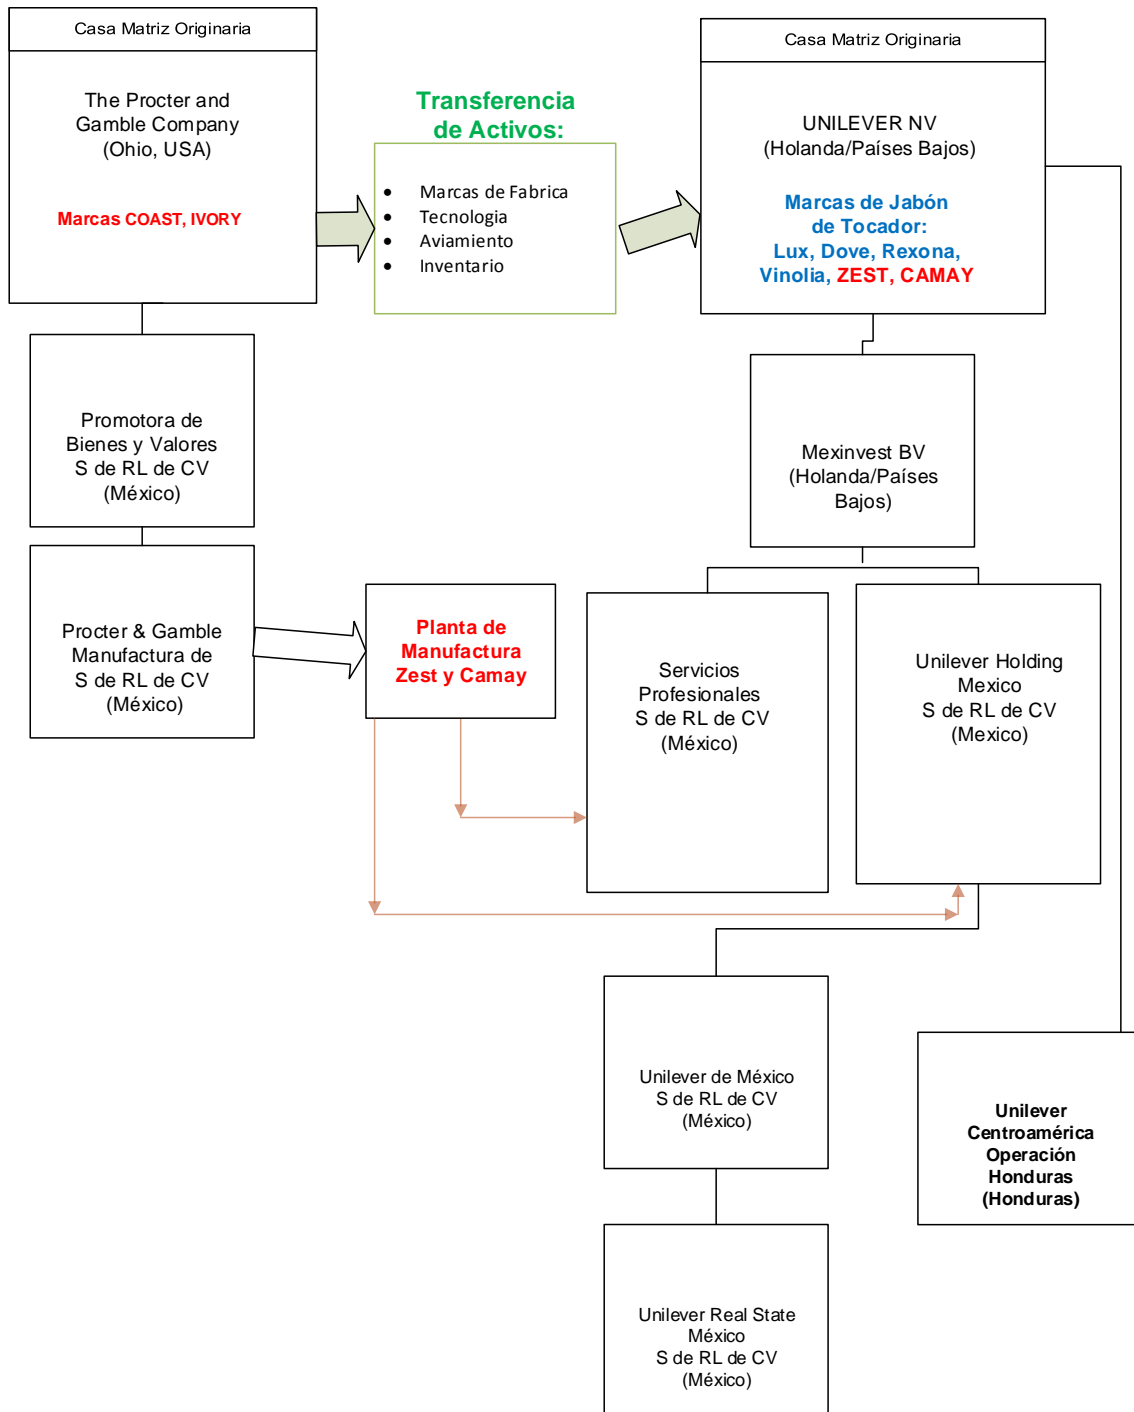 Casa Matriz Originaria
The Procter and
Gamble Company
(Ohio, USA)
Marcas COAST, IVORY
Transferencia
de Activos:
• Marcas de Fabrica
• Tecnologia
• Aviamiento
• Inventario
Casa Matriz Originaria
UNILEVER NV
(Holanda/Países Bajos)
Marcas de Jabón
de Tocador:
Lux, Dove, Rexona,
Vinolia, ZEST, CAMAY
Promotora de
Bienes y Valores
S de RL de CV
(México)
Mexinvest BV
(Holanda/Países
Bajos)
Procter & Gamble
Manufactura de
S de RL de CV
(México)
Planta de
Manufactura
Zest y Camay
Servicios
Profesionales
S de RL de CV
(México)
Unilever Holding
Mexico
S de RL de CV
(Mexico)
Unilever de México
S de RL de CV
(México)
Unilever
Centroamérica
Operación
Honduras
(Honduras)
Unilever Real State
México
S de RL de CV
(México)